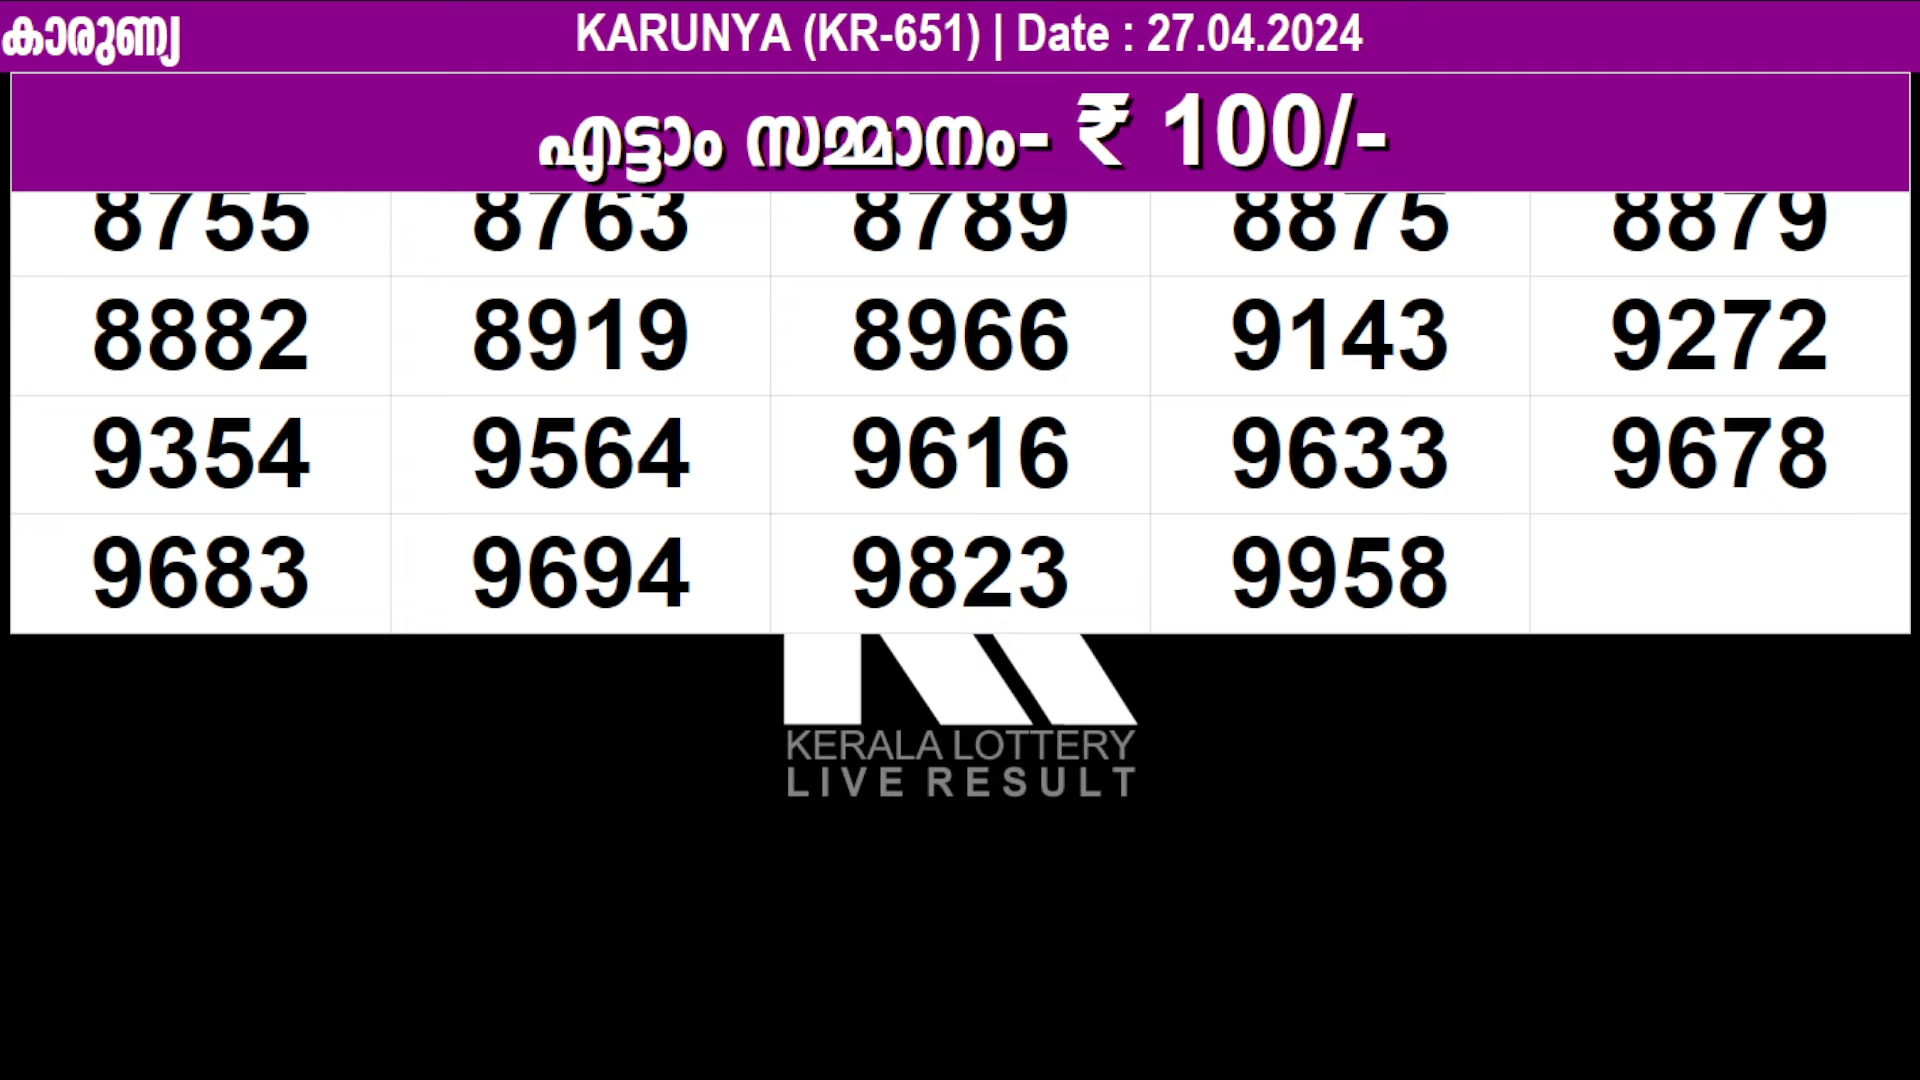 കാരുണ്യ
KARUNYA (KR-651) | Date : 27.04.2024
എട്ടാം സമ്മാനം- ₹ 100/-
8755 8763 8789 8875 8879
8882 8919 8966 9143 9272
9354 9564 9616 9633 9678
9683 9694 9823 9958
KERALA LOTTERY
LIVE RESULT